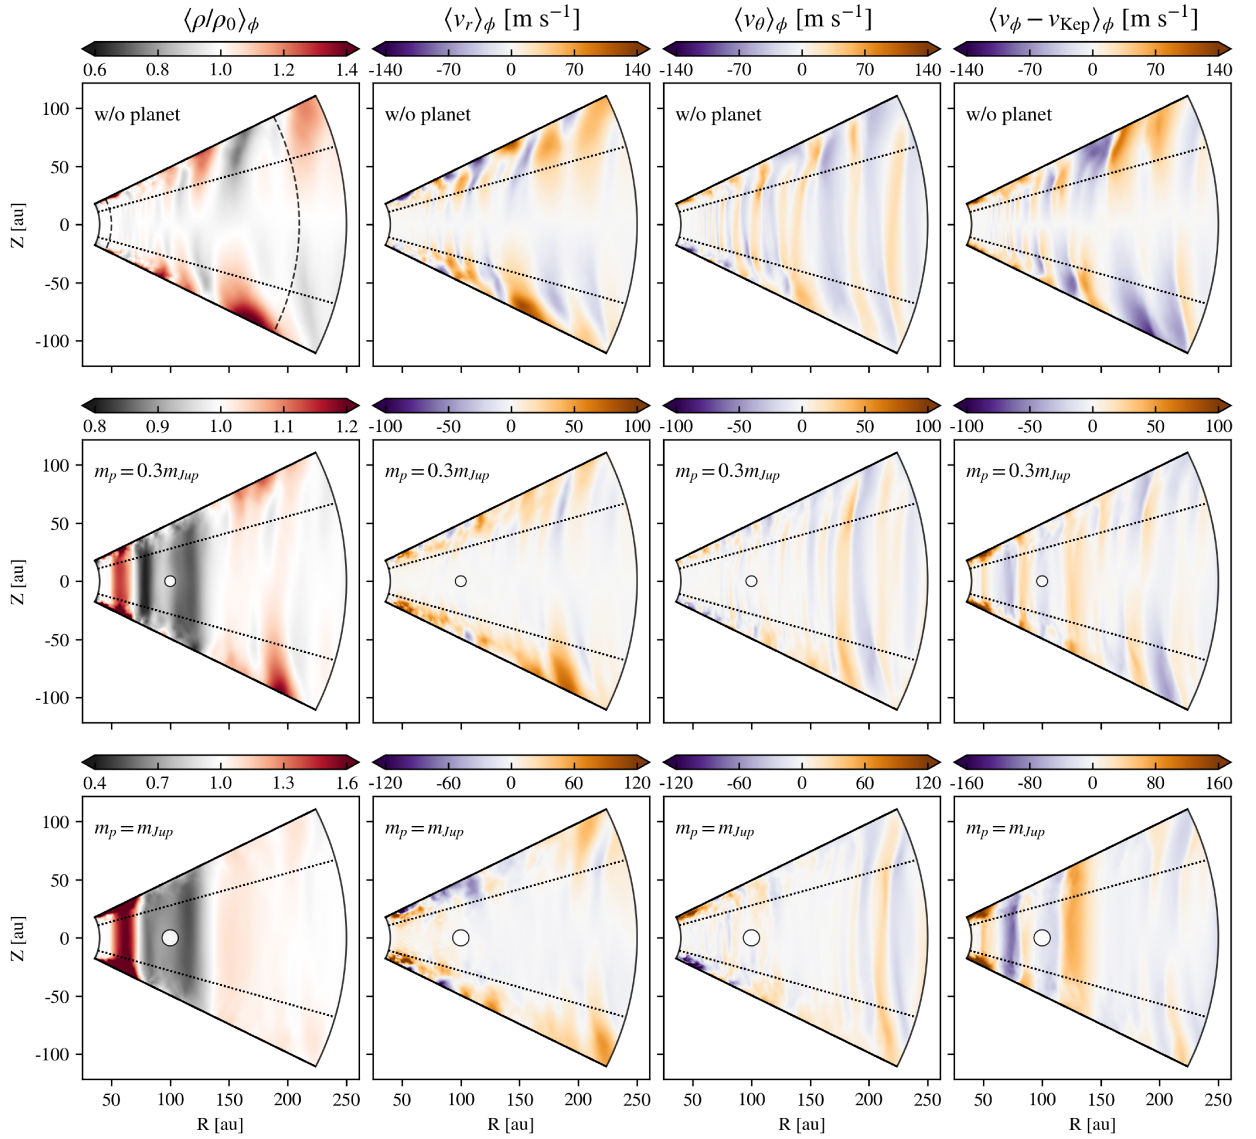 ⟨ρ/ρ0⟩ϕ ⟨vr⟩ϕ [m s−1] ⟨vθ⟩ϕ [m s−1] ⟨vϕ − vKep⟩ϕ [m s−1]
0.6 0.8 1.0 1.2 1.4 -140 -70 0 70 140 -140 -70 0 70 140 -140 -70 0 70 140
100 w/o planet w/o planet w/o planet w/o planet
50
0
-50
-100
Z [au]
0.8 0.9 1.0 1.1 1.2 -100 -50 0 50 100 -100 -50 0 50 100 -100 -50 0 50 100
100 mp = 0.3mJup mp = 0.3mJup mp = 0.3mJup mp = 0.3mJup
50
0
-50
-100
Z [au]
0.4 0.7 1.0 1.3 1.6 -120 -60 0 60 120 -120 -60 0 60 120 -160 -80 0 80 160
100 mp = mJup mp = mJup mp = mJup mp = mJup
50
0
-50
-100
Z [au]
50 100 150 200 250 50 100 150 200 250 50 100 150 200 250 50 100 150 200 250
R [au] R [au] R [au] R [au]